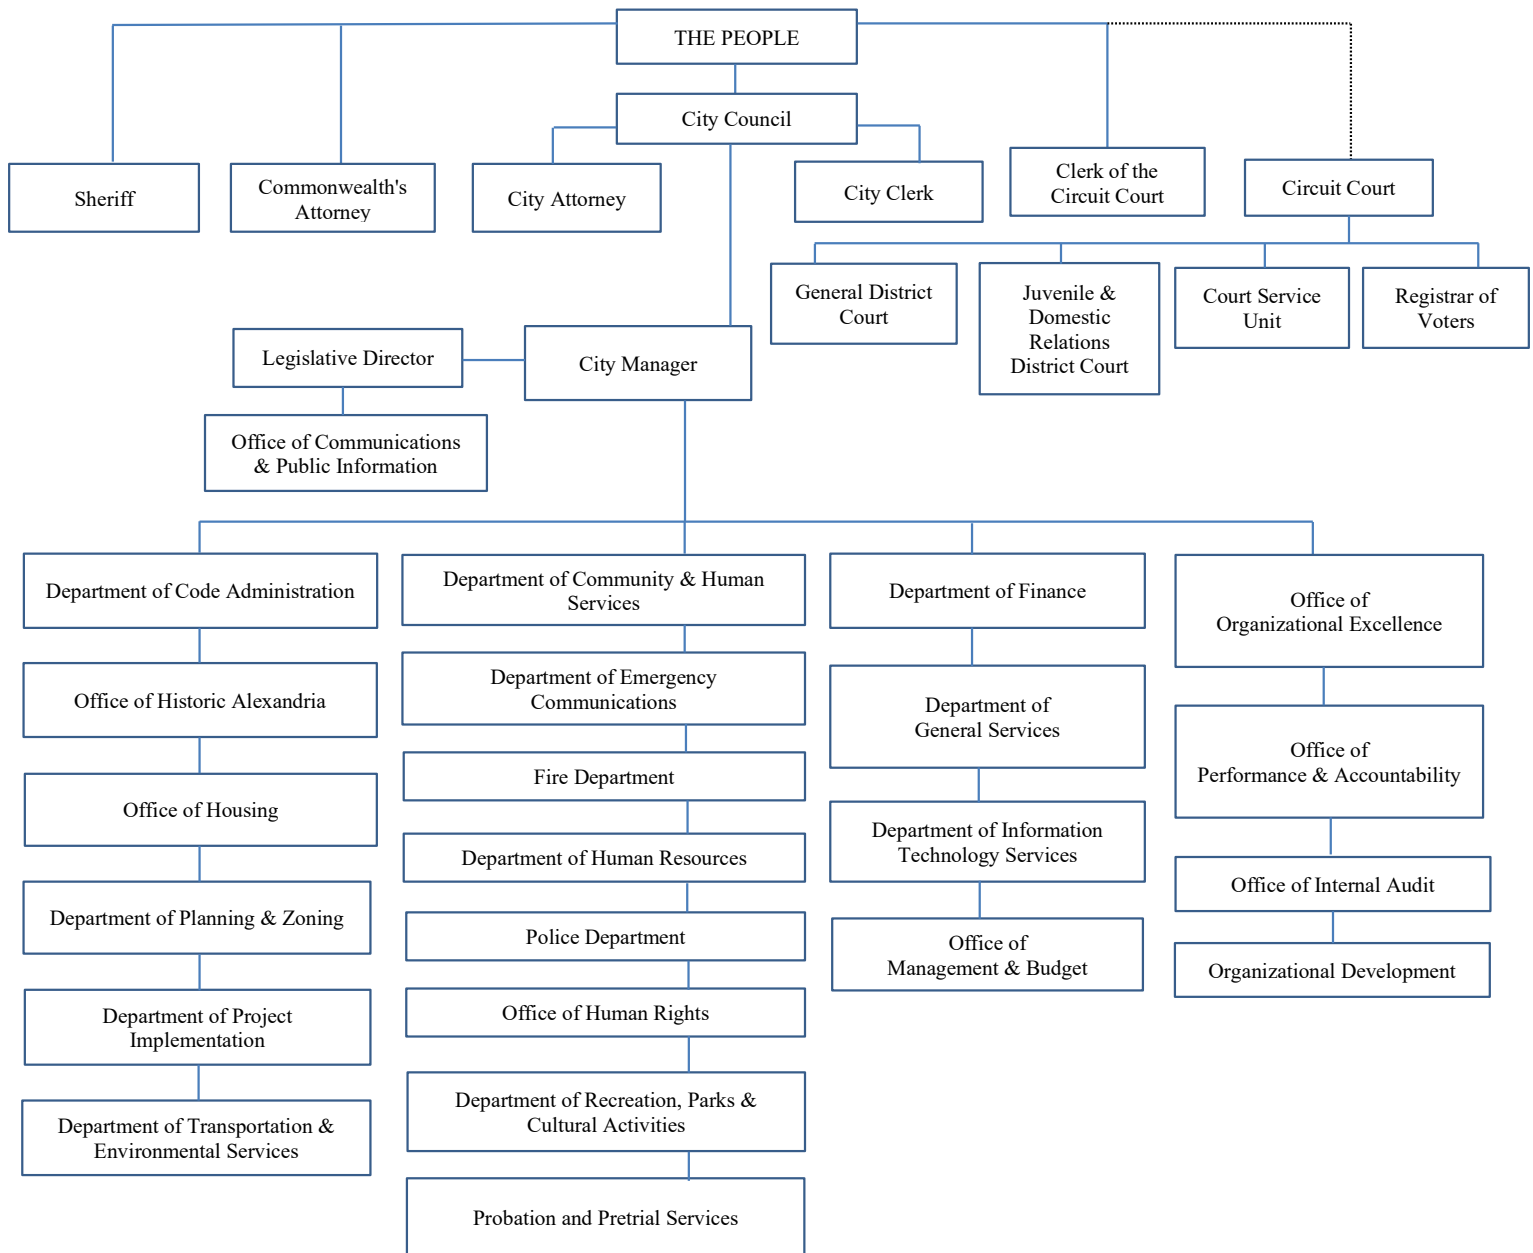 THE PEOPLE
City Council
Sheriff
Commonwealth's
Attorney
City Attorney
City Clerk
Clerk of the
Circuit Court
Circuit Court
General District
Court
Juvenile &
Domestic
Relations
District Court
Court Service
Unit
Registrar of
Voters
Legislative Director
City Manager
Office of Communications
& Public Information
Department of Code Administration
Office of Historic Alexandria
Office of Housing
Department of Planning & Zoning
Department of Project
Implementation
Department of Transportation &
Environmental Services
Department of Community & Human
Services
Department of Emergency
Communications
Fire Department
Department of Human Resources
Police Department
Office of Human Rights
Department of Recreation, Parks &
Cultural Activities
Probation and Pretrial Services
Department of Finance
Department of
General Services
Department of Information
Technology Services
Office of
Management & Budget
Office of
Organizational Excellence
Office of
Performance & Accountability
Office of Internal Audit
Organizational Development